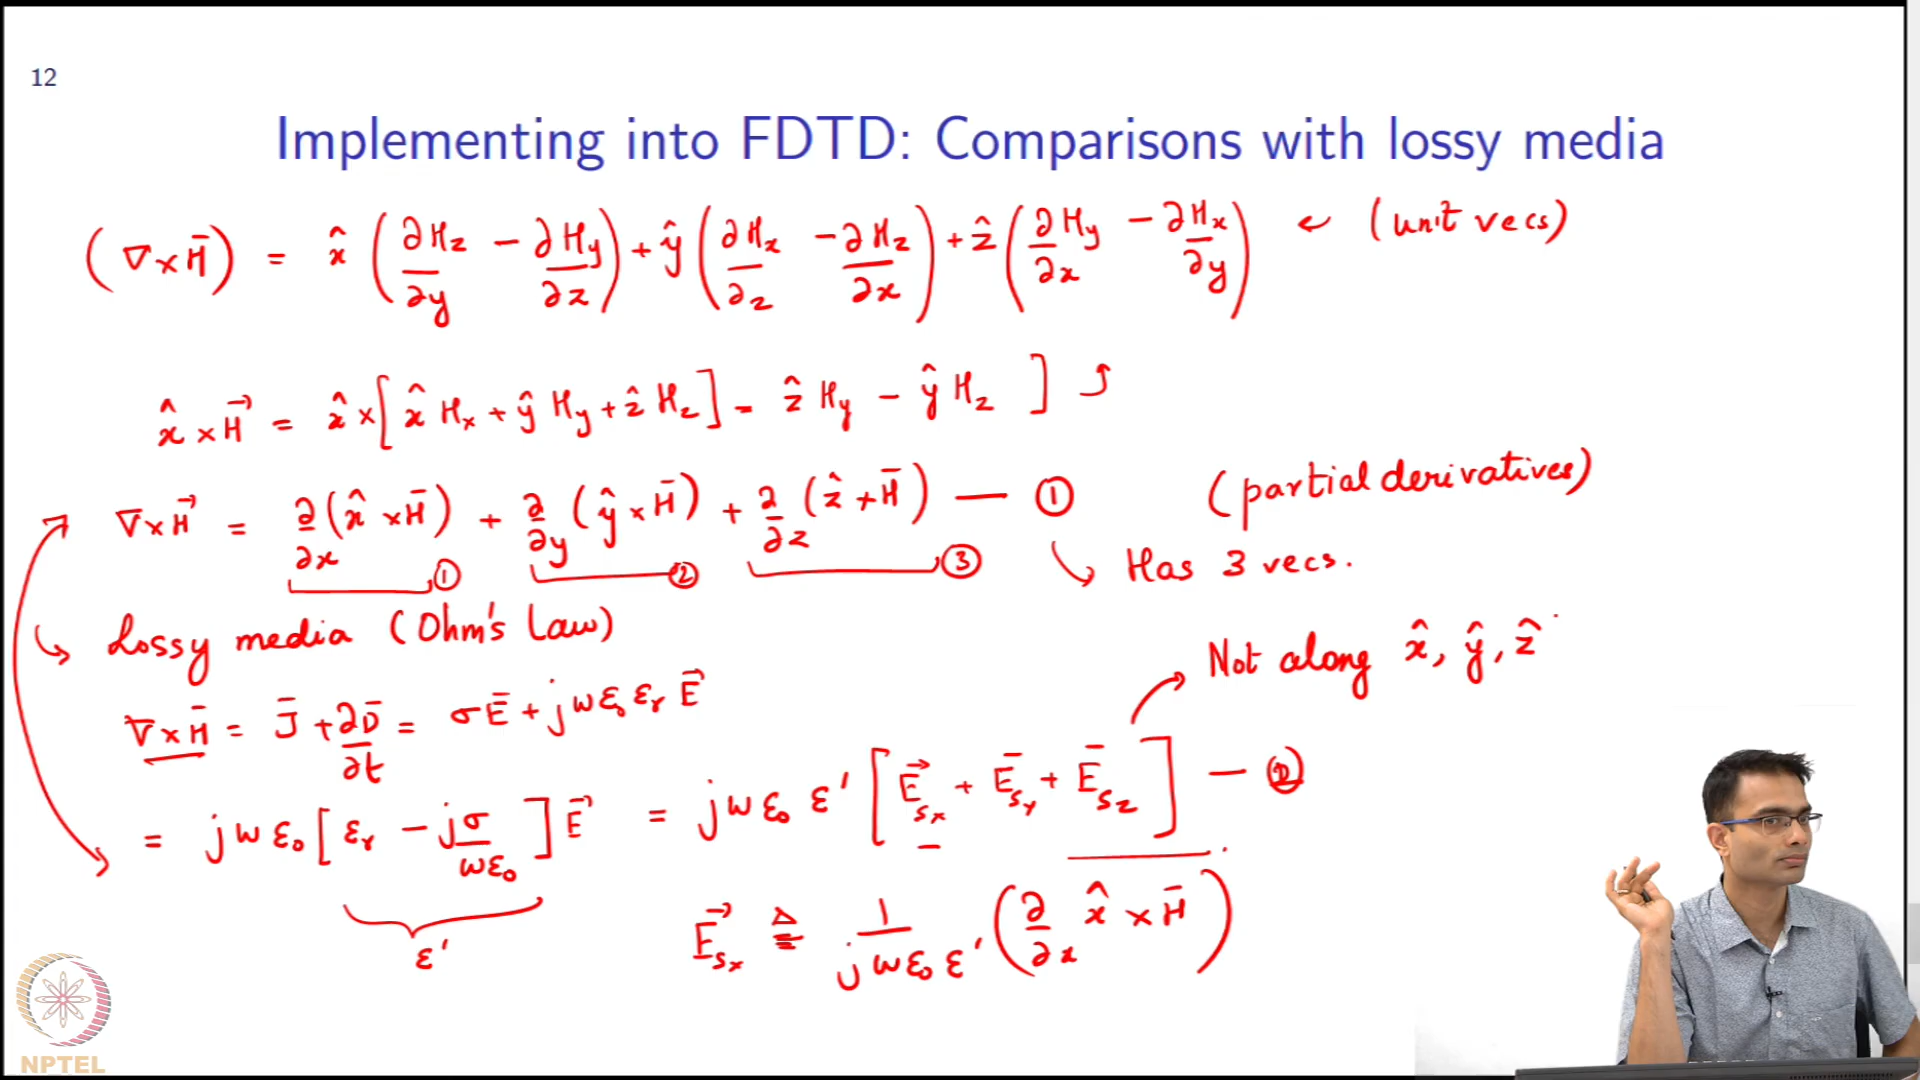 12
Implementing into FDTD: Comparisons with lossy media
(∇×H̄) = x̂ (∂Hz/∂y − ∂Hy/∂z) + ŷ (∂Hx/∂z − ∂Hz/∂x) + ẑ (∂Hy/∂x − ∂Hx/∂y) ← (unit vecs)
x̂ × H⃗ = x̂ × [x̂ Hx + ŷ Hy + ẑ Hz] = ẑ Hy − ŷ Hz ]
∇×H⃗ = ∂/∂x (x̂ × H̄) + ∂/∂y (ŷ × H̄) + ∂/∂z (ẑ × H̄) — ① (partial derivatives)
① ② ③ Has 3 vecs.
Lossy media (Ohm's Law)
Not along x̂, ŷ, ẑ
∇×H̄ = J̄ + ∂D̄/∂t = σĒ + jωε₀εr E⃗
= jωε₀ [εr − jσ/ωε₀] E⃗ = jωε₀ ε′ [E⃗sx + Ēsy + Ēsz] — ②
ε′
E⃗sx ≜ 1/jωε₀ε′ (∂/∂x x̂ × H̄)
NPTEL